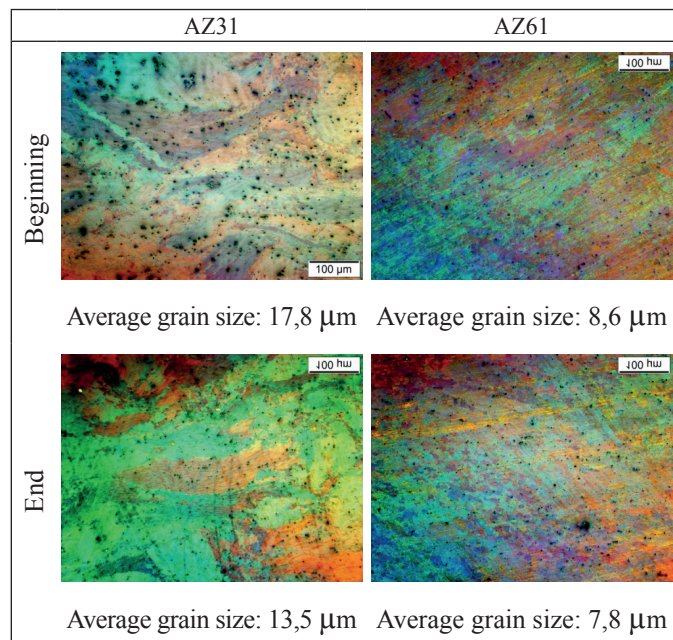 AZ31 AZ61
Beginning
100 µm
100 µm
Average grain size: 17,8 µm Average grain size: 8,6 µm
End
100 µm
100 µm
Average grain size: 13,5 µm Average grain size: 7,8 µm